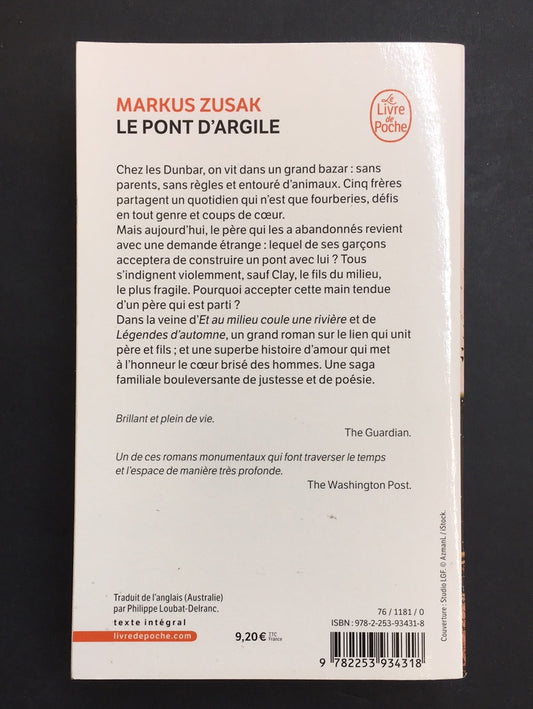 MARKUS ZUSAK
LE PONT D'ARGILE
Le
Livre
de
Poche
Chez les Dunbar, on vit dans un grand bazar : sans
parents, sans règles et entouré d'animaux. Cinq frères
partagent un quotidien qui n'est que fourberies, défis
en tout genre et coups de cœur.
Mais aujourd'hui, le père qui les a abandonnés revient
avec une demande étrange : lequel de ses garçons
acceptera de construire un pont avec lui ? Tous
s'indignent violemment, sauf Clay, le fils du milieu,
le plus fragile. Pourquoi accepter cette main tendue
d'un père qui est parti ?
Dans la veine d'Et au milieu coule une rivière et de
Légendes d'automne, un grand roman sur le lien qui unit
père et fils ; et une superbe histoire d'amour qui met
à l'honneur le cœur brisé des hommes. Une saga
familiale bouleversante de justesse et de poésie.
Brillant et plein de vie.
The Guardian.
Un de ces romans monumentaux qui font traverser le temps
et l'espace de manière très profonde.
The Washington Post.
Traduit de l'anglais (Australie)
par Philippe Loubat-Delranc.
texte intégral
livredepoche.com
9,20 € TTC
France
76 / 1181 / 0
ISBN : 978-2-253-93431-8
9 782253 934318
Couverture : Studio LGF. © AzmanL / iStock.